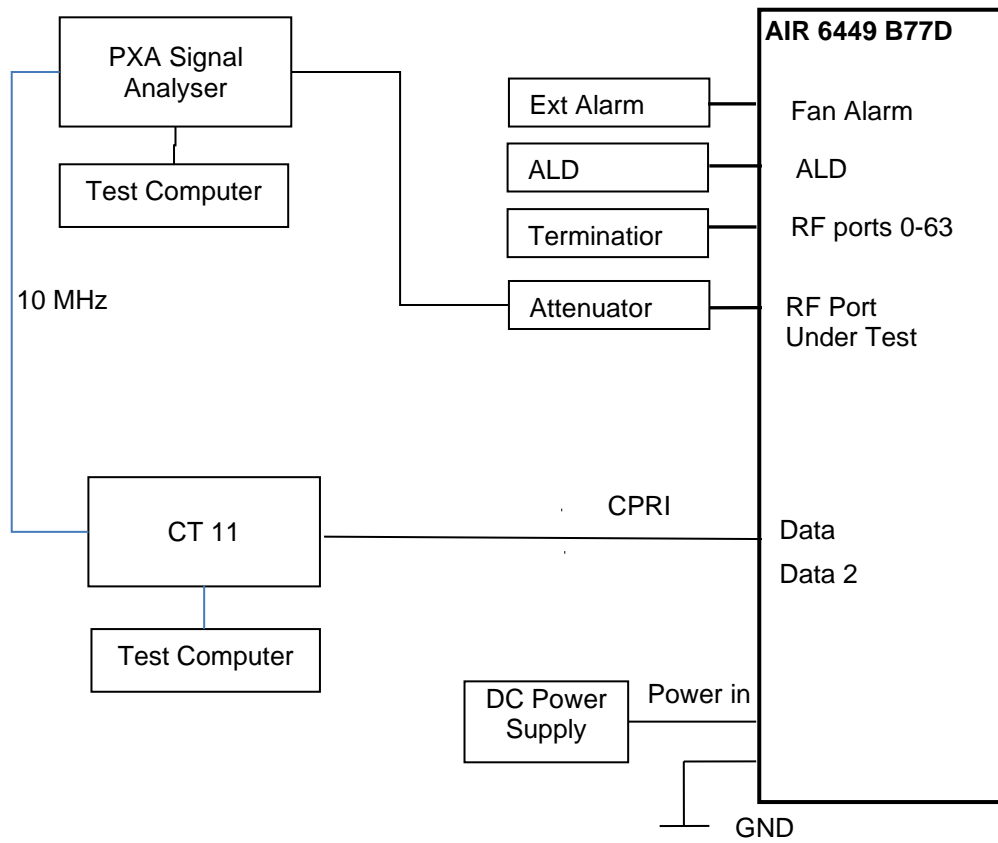 AIR 6449 B77D
PXA Signal
Analyser
Ext Alarm
Fan Alarm
Test Computer
ALD
ALD
Terminatior
RF ports 0-63
10 MHz
Attenuator
RF Port
Under Test
CT 11
CPRI
Data
Data 2
Test Computer
DC Power
Supply
Power in
GND